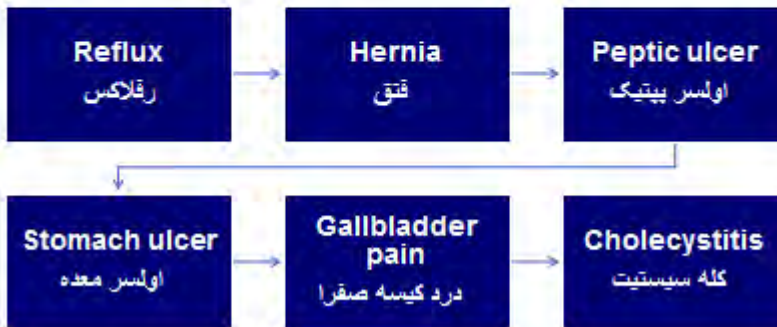 Reflux
رفلاکس
Hernia
فتق
Peptic ulcer
اولسر پپتیک
Stomach ulcer
اولسر معده
Gallbladder
pain
درد کیسه صفرا
Cholecystitis
کله سیستیت